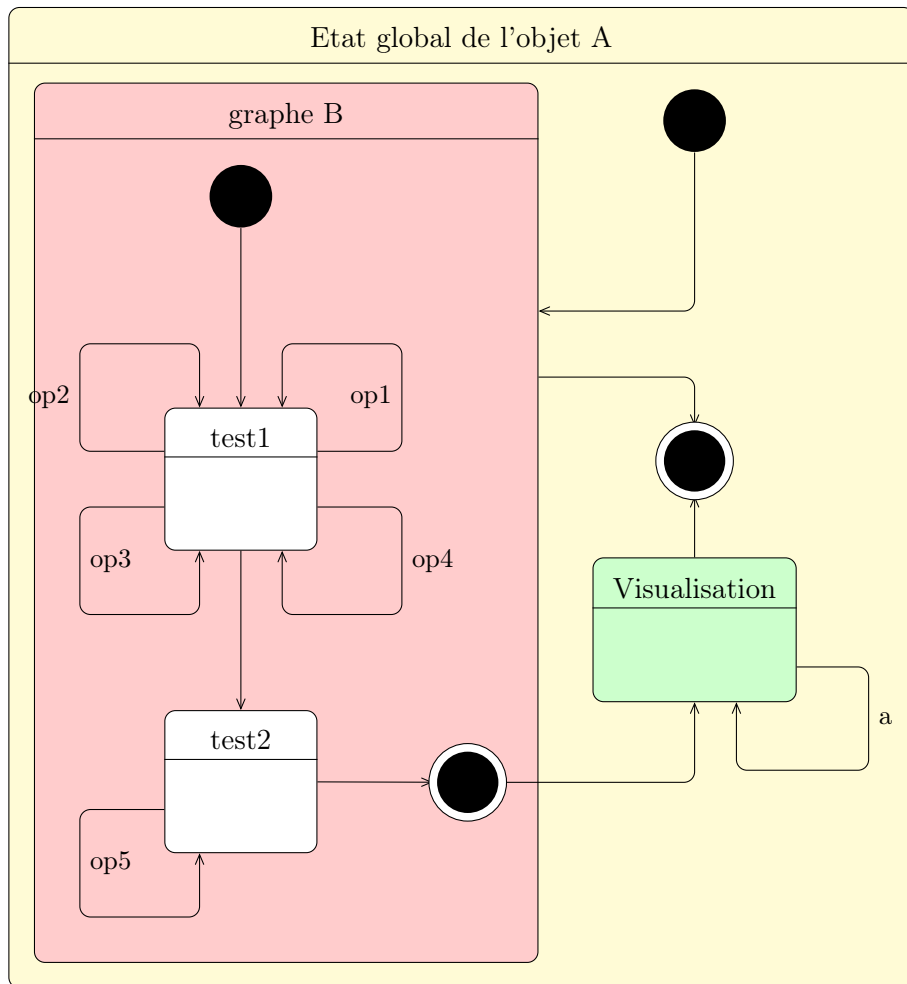 Etat global de l'objet A
graphe B
op2
op1
test1
op3
op4
Visualisation
a
test2
op5